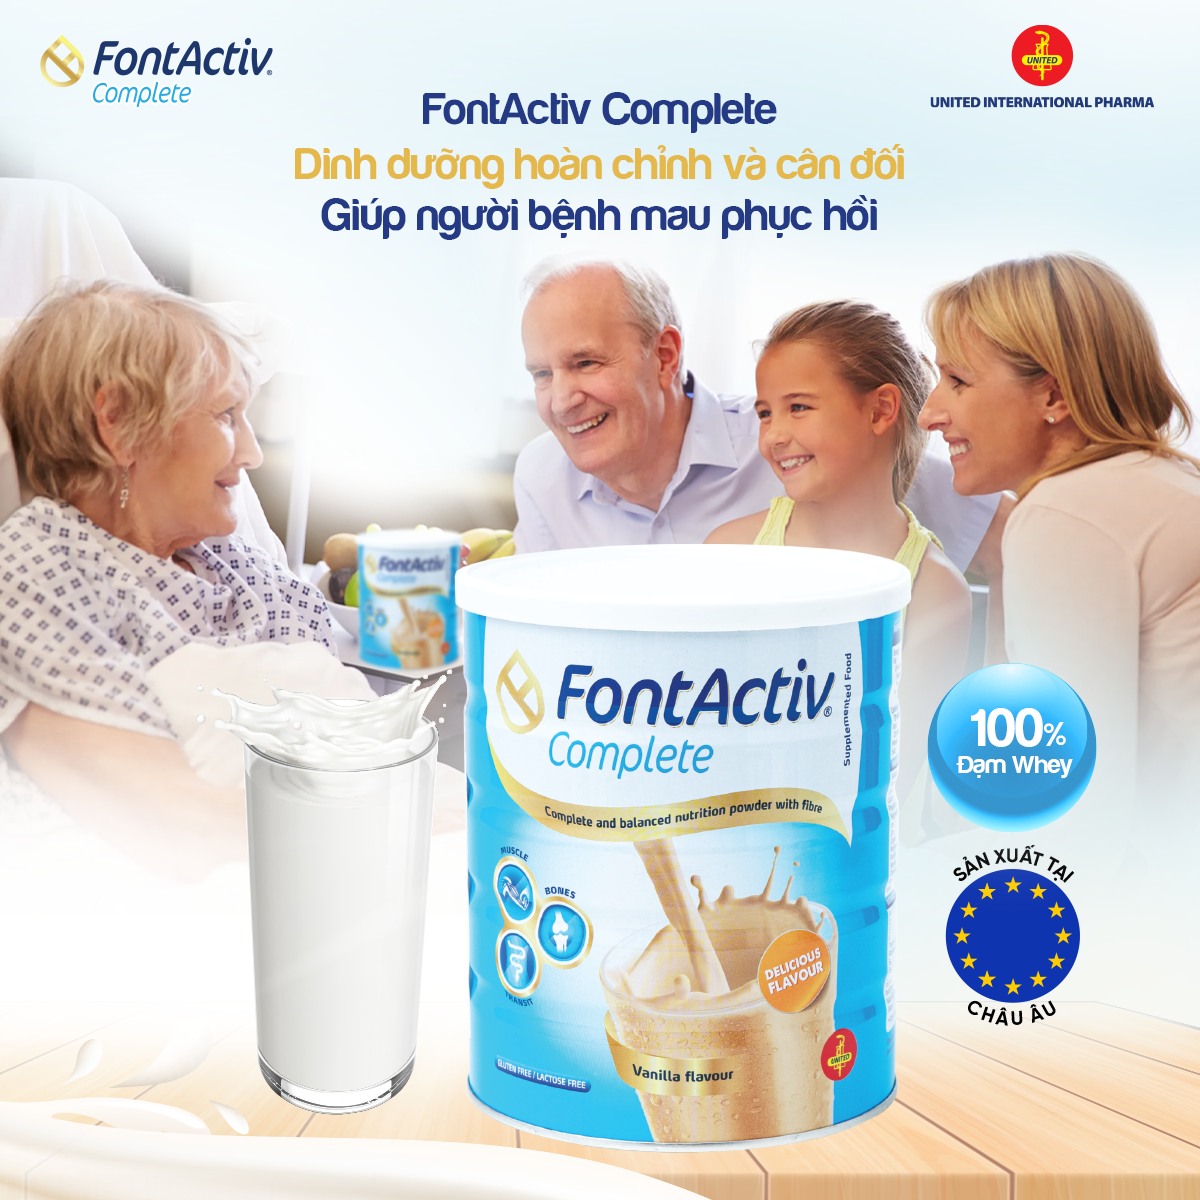 FontActiv®
Complete
UNITED
UNITED INTERNATIONAL PHARMA
FontActiv Complete
Dinh dưỡng hoàn chỉnh và cân đối
Giúp người bệnh mau phục hồi
FontActiv
Complete
FontActiv®
Complete
Supplemented Food
Complete and balanced nutrition powder with fibre
MUSCLE
BONES
TRANSIT
DELICIOUS
FLAVOUR
Vanilla flavour
GLUTEN FREE / LACTOSE FREE
UNITED
100%
Đạm Whey
SẢN XUẤT TẠI
CHÂU ÂU